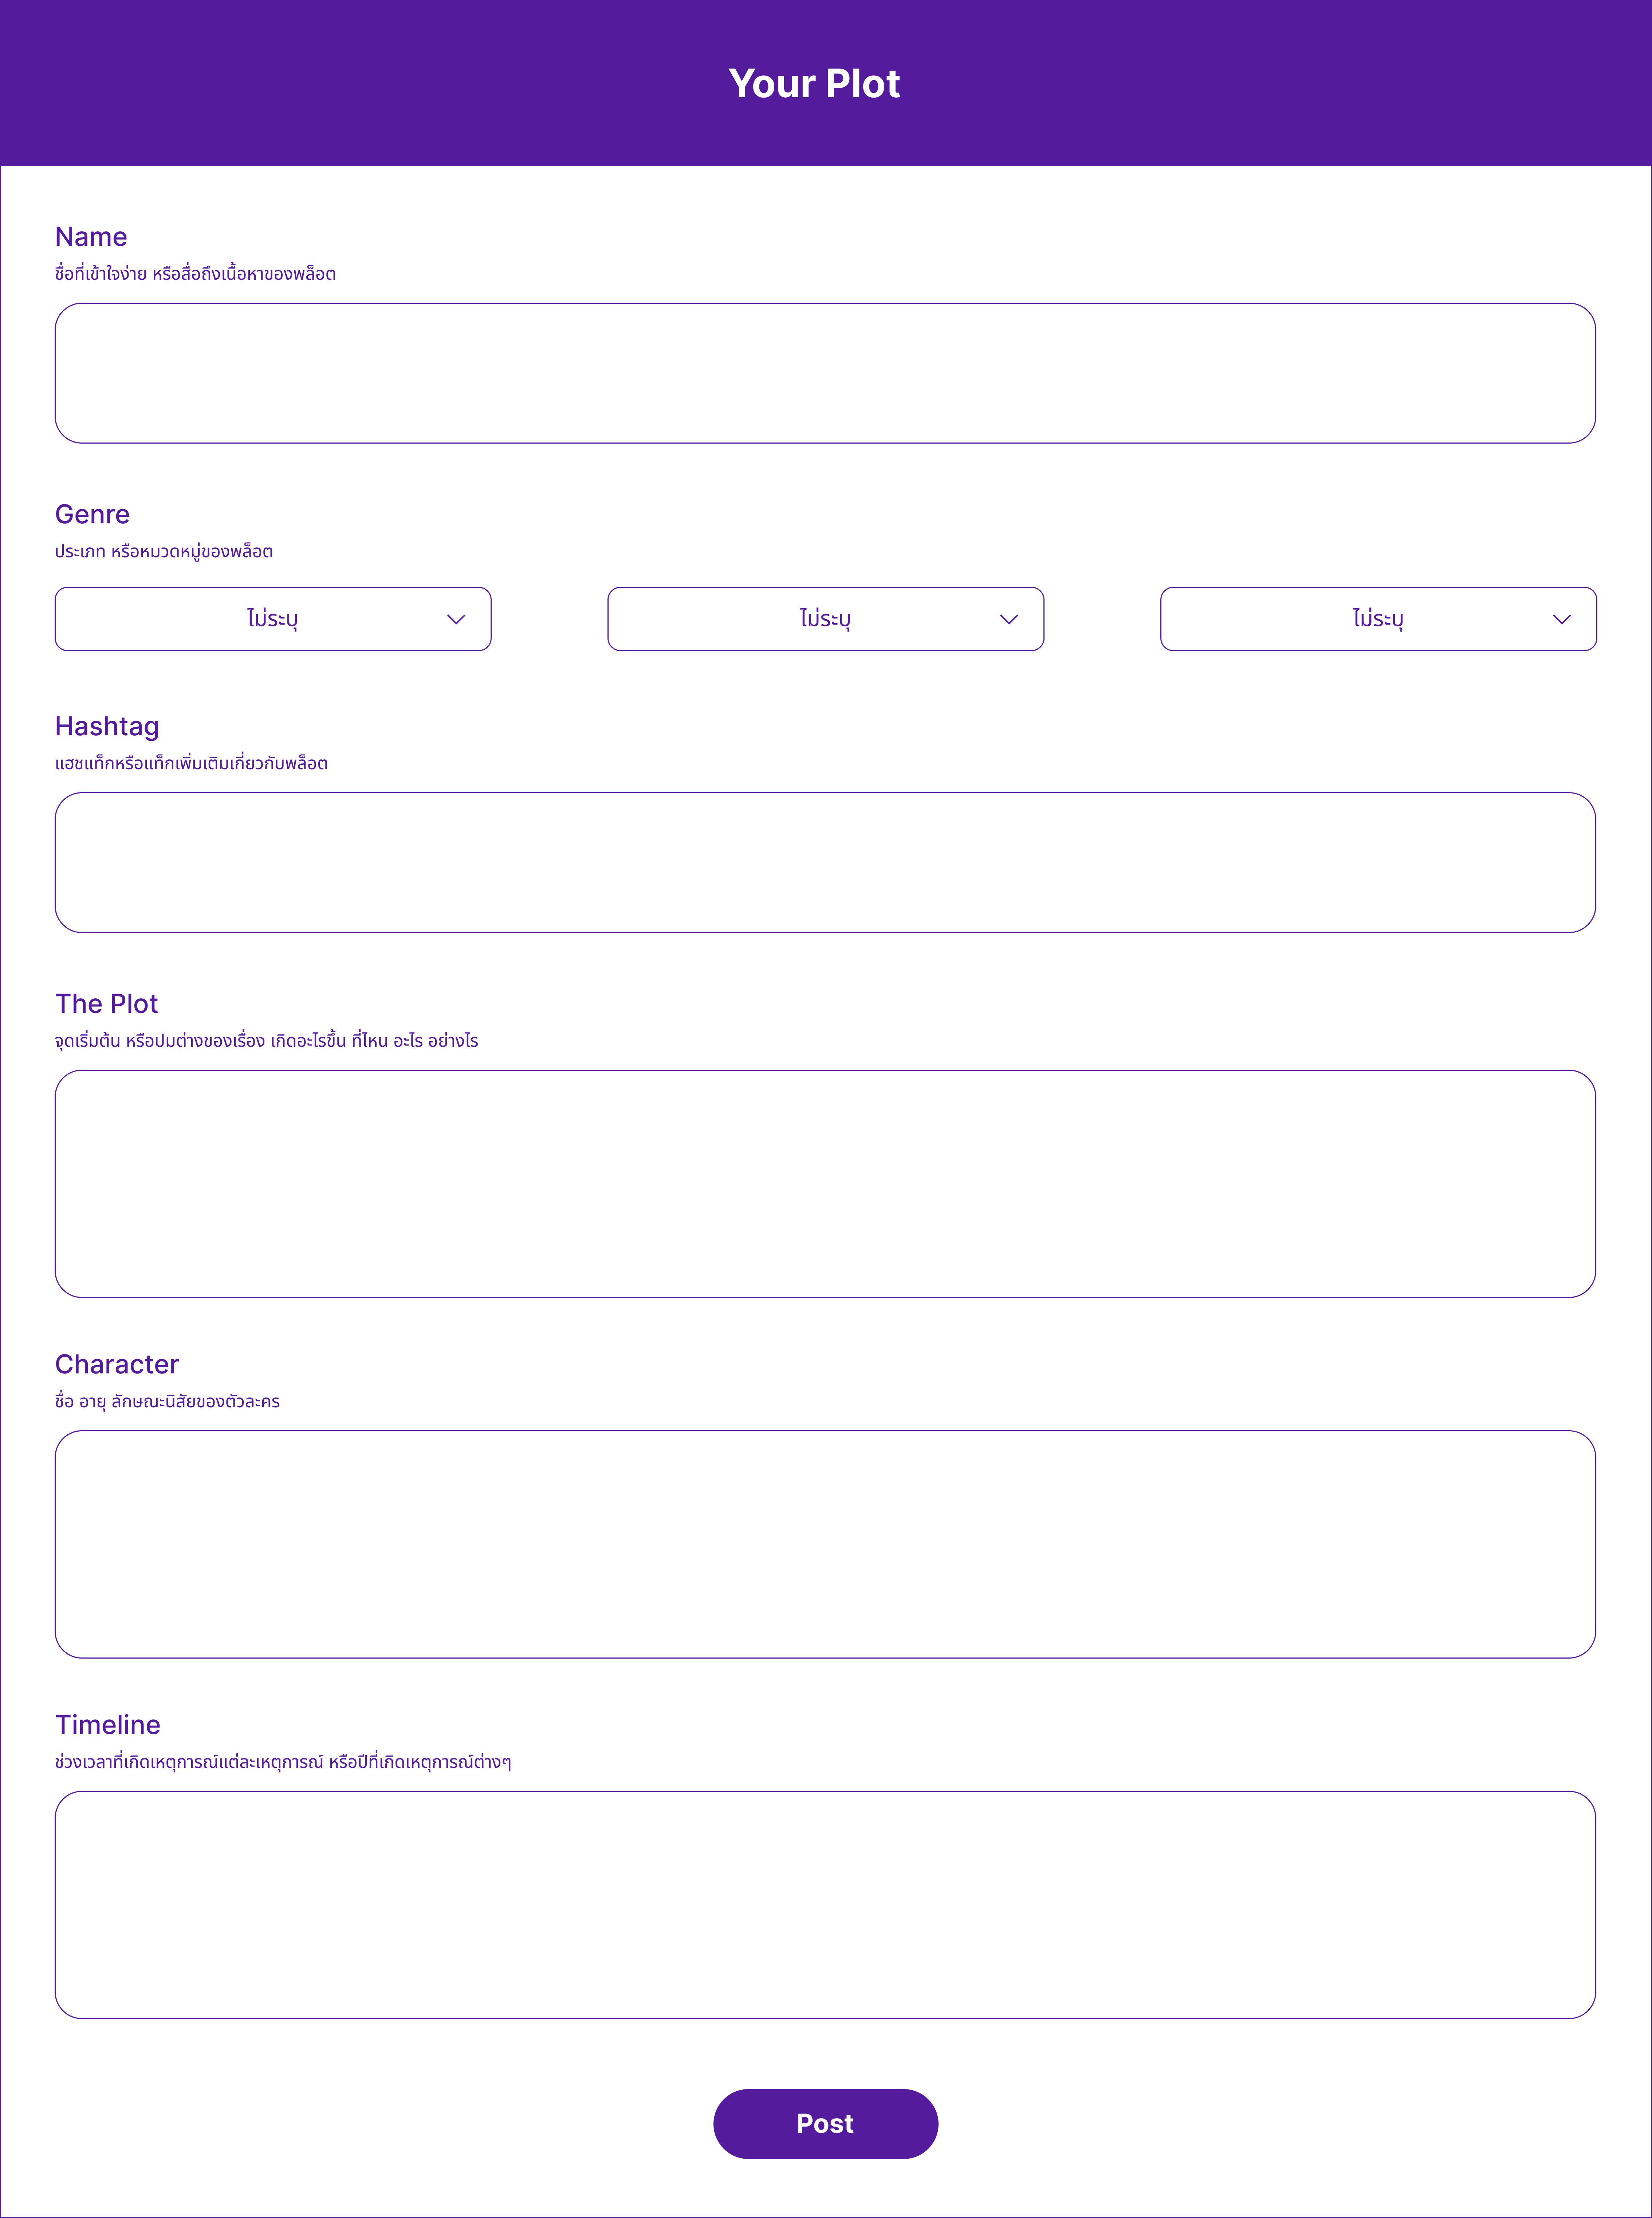 Your Plot
Name
ชื่อที่เข้าใจง่าย หรือสื่อถึงเนื้อหาของพล็อต
Genre
ประเภท หรือหมวดหมู่ของพล็อต
ไม่ระบุ ไม่ระบุ ไม่ระบุ
Hashtag
แฮชแท็กหรือแท็กเพิ่มเติมเกี่ยวกับพล็อต
The Plot
จุดเริ่มต้น หรือปมต่างของเรื่อง เกิดอะไรขึ้น ที่ไหน อะไร อย่างไร
Character
ชื่อ อายุ ลักษณะนิสัยของตัวละคร
Timeline
ช่วงเวลาที่เกิดเหตุการณ์แต่ละเหตุการณ์ หรือปีที่เกิดเหตุการณ์ต่างๆ
Post